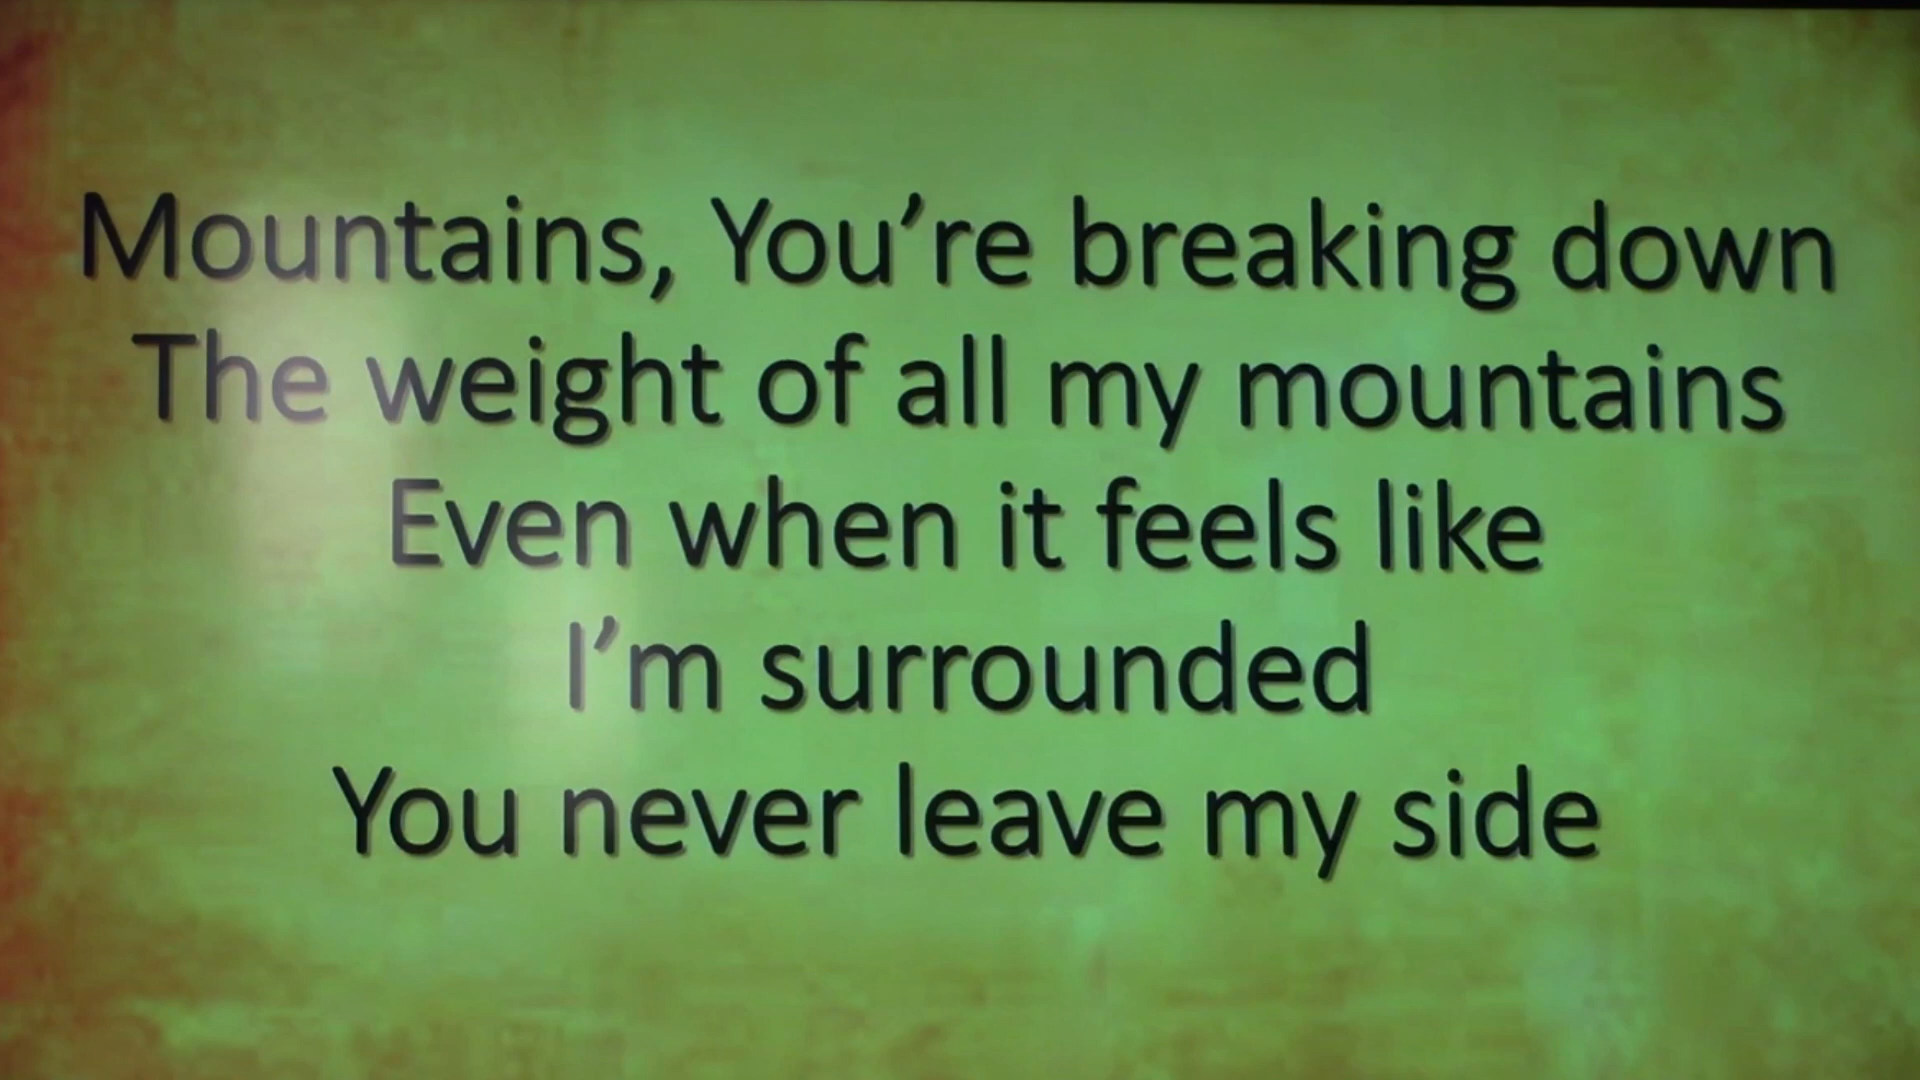 Mountains, You’re breaking down
The weight of all my mountains
Even when it feels like
I’m surrounded
You never leave my side